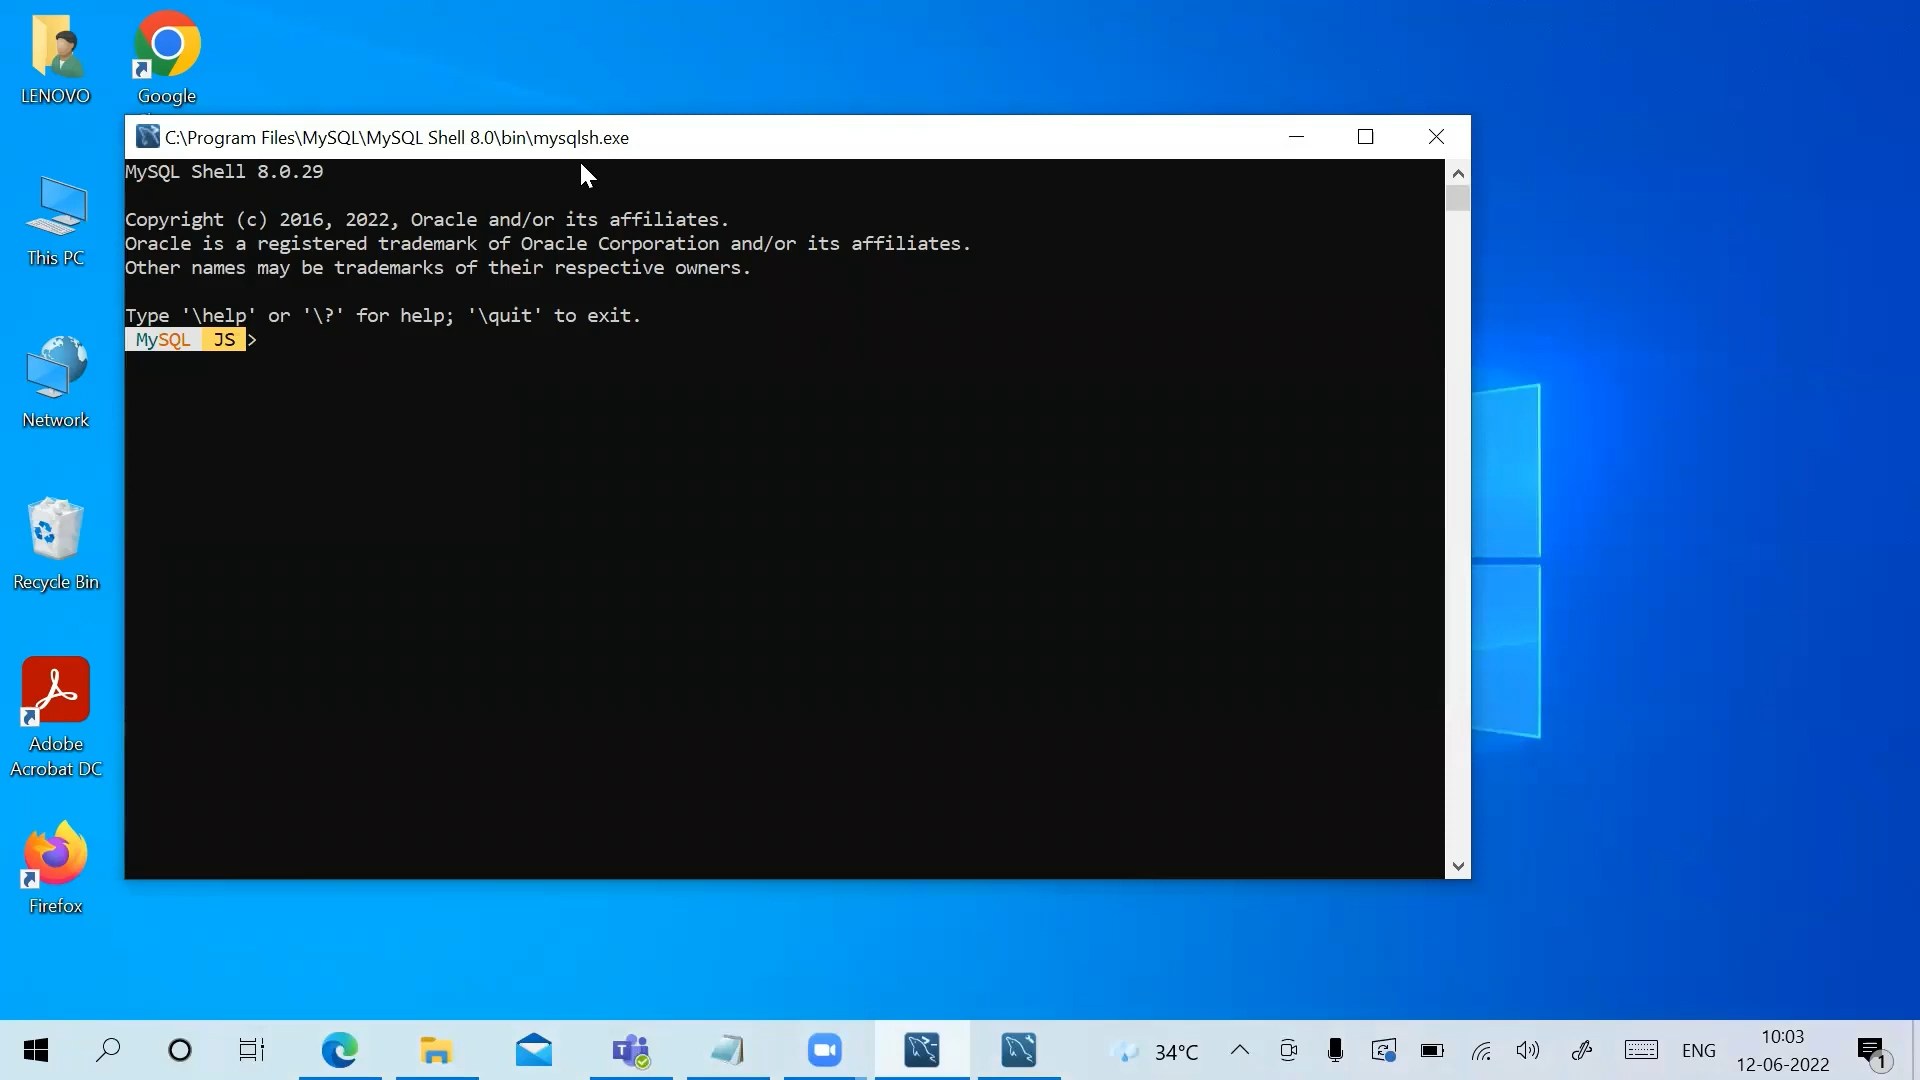 LENOVO
Google
This PC
Network
Recycle Bin
Adobe
Acrobat DC
Firefox
C:\Program Files\MySQL\MySQL Shell 8.0\bin\mysqlsh.exe
MySQL Shell 8.0.29
Copyright (c) 2016, 2022, Oracle and/or its affiliates.
Oracle is a registered trademark of Oracle Corporation and/or its affiliates.
Other names may be trademarks of their respective owners.
Type '\help' or '\?' for help; '\quit' to exit.
MySQL JS >
34°C
ENG
10:03
12-06-2022
1